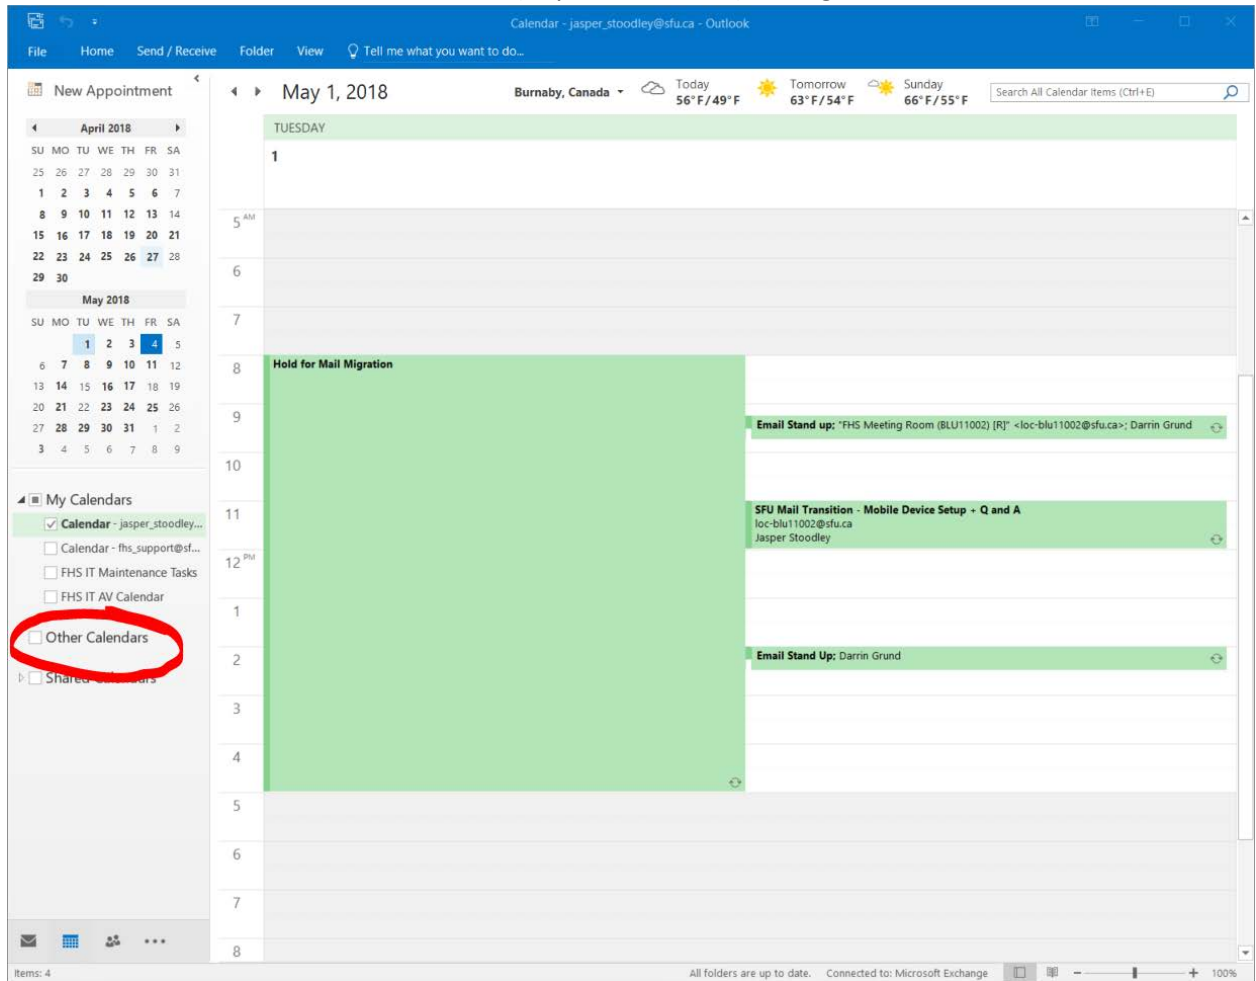 Calendar - jasper_stoodley@sfu.ca - Outlook
File Home Send / Receive Folder View Tell me what you want to do...
New Appointment
May 1, 2018
Burnaby, Canada
Today
56°F/49°F
Tomorrow
63°F/54°F
Sunday
66°F/55°F
Search All Calendar Items (Ctrl+E)
April 2018
SU MO TU WE TH FR SA
25 26 27 28 29 30 31
1 2 3 4 5 6 7
8 9 10 11 12 13 14
15 16 17 18 19 20 21
22 23 24 25 26 27 28
29 30
May 2018
SU MO TU WE TH FR SA
1 2 3 4 5
6 7 8 9 10 11 12
13 14 15 16 17 18 19
20 21 22 23 24 25 26
27 28 29 30 31 1 2
3 4 5 6 7 8 9
My Calendars
Calendar - jasper_stoodley...
Calendar - fhs_support@sf...
FHS IT Maintenance Tasks
FHS IT AV Calendar
Other Calendars
Shared Calendars
TUESDAY
1
5 AM
6
7
8
9
10
11
12 PM
1
2
3
4
5
6
7
8
Hold for Mail Migration
Email Stand up; "FHS Meeting Room (BLU11002) [R]" <loc-blu11002@sfu.ca>; Darrin Grund
SFU Mail Transition - Mobile Device Setup + Q and A
loc-blu11002@sfu.ca
Jasper Stoodley
Email Stand Up; Darrin Grund
Items: 4
All folders are up to date. Connected to: Microsoft Exchange
100%